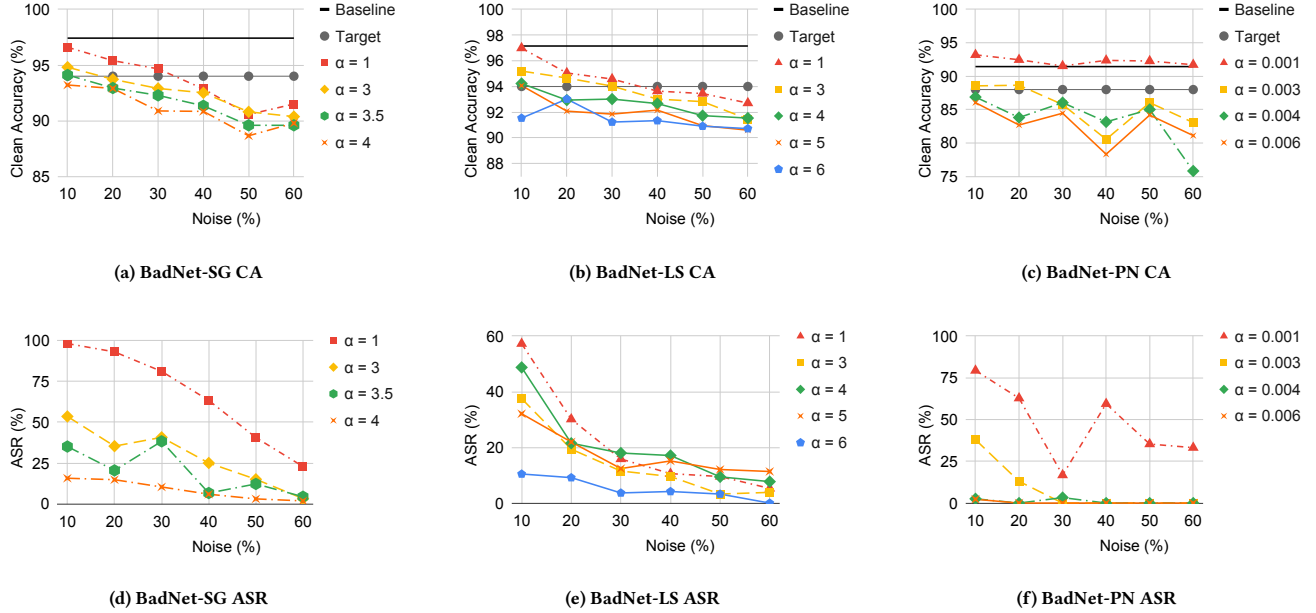 100
98
95
93
90
88
85
10 20 30 40 50 60
Clean Accuracy (%)
Noise (%)
Baseline
Target
α = 1
α = 3
α = 3.5
α = 4
(a) BadNet-SG CA
100
98
96
94
92
90
88
10 20 30 40 50 60
Clean Accuracy (%)
Noise (%)
Baseline
Target
α = 1
α = 3
α = 4
α = 5
α = 6
(b) BadNet-LS CA
100
95
90
85
80
75
10 20 30 40 50 60
Clean Accuracy (%)
Noise (%)
Baseline
Target
α = 0.001
α = 0.003
α = 0.004
α = 0.006
(c) BadNet-PN CA
100
75
50
25
0
10 20 30 40 50 60
ASR (%)
Noise (%)
α = 1
α = 3
α = 3.5
α = 4
(d) BadNet-SG ASR
60
40
20
0
10 20 30 40 50 60
ASR (%)
Noise (%)
α = 1
α = 3
α = 4
α = 5
α = 6
(e) BadNet-LS ASR
100
75
50
25
0
10 20 30 40 50 60
ASR (%)
Noise (%)
α = 0.001
α = 0.003
α = 0.004
α = 0.006
(f) BadNet-PN ASR